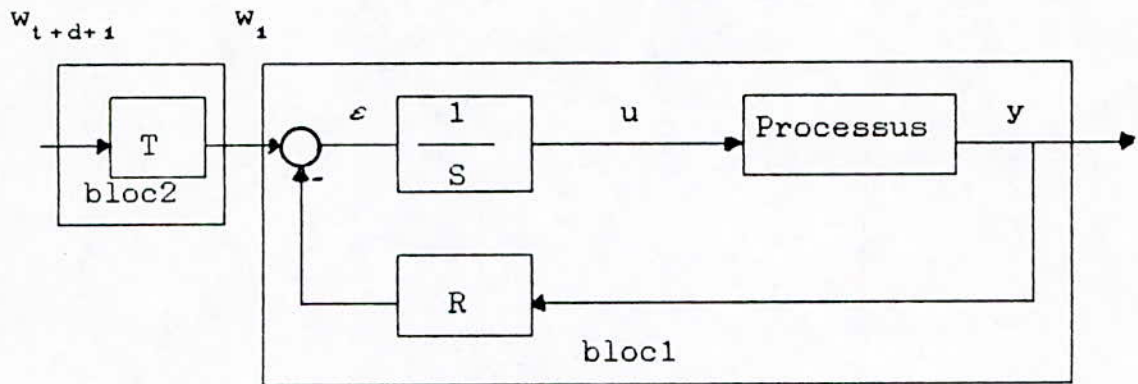 W t+d+1
W 1
ε
1
S
u
Processus
y
T
bloc2
-
R
bloc1